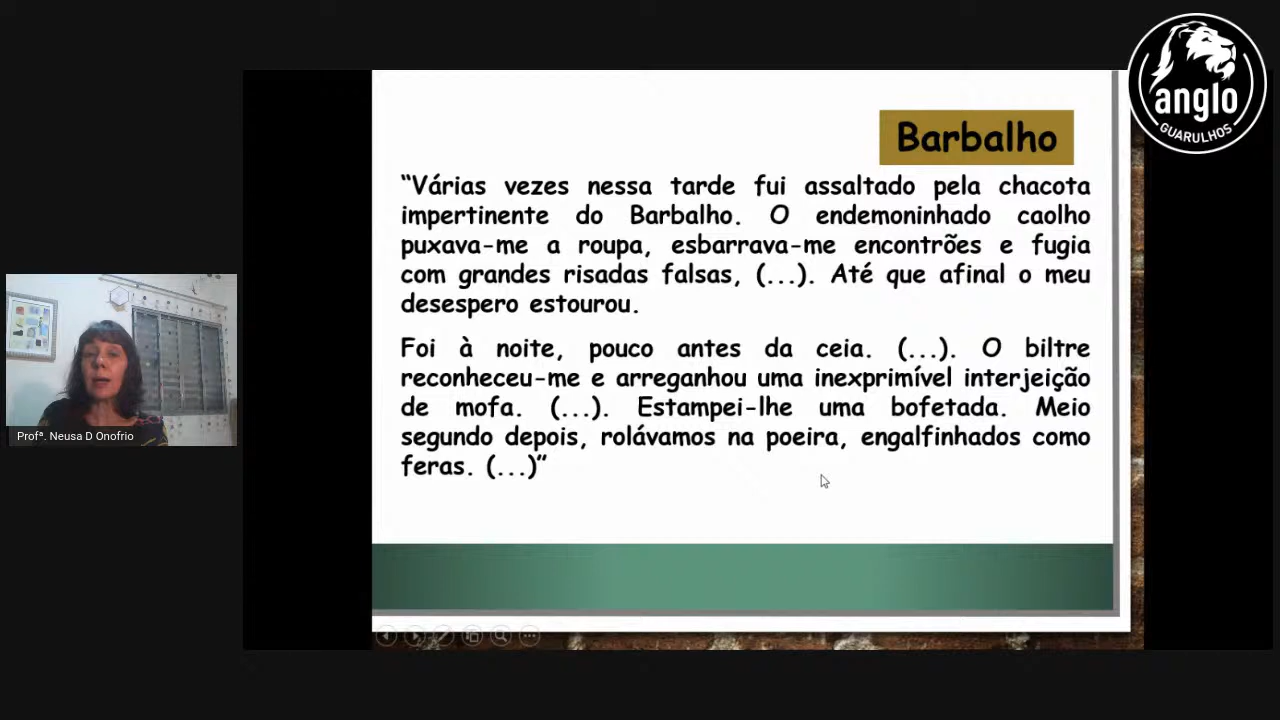 anglo
GUARULHOS
Barbalho
“Várias vezes nessa tarde fui assaltado pela chacota
impertinente do Barbalho. O endemoninhado caolho
puxava-me a roupa, esbarrava-me encontrões e fugia
com grandes risadas falsas, (...). Até que afinal o meu
desespero estourou.
Foi à noite, pouco antes da ceia. (...). O biltre
reconheceu-me e arreganhou uma inexprimível interjeição
de mofa. (...). Estampei-lhe uma bofetada. Meio
segundo depois, rolávamos na poeira, engalfinhados como
feras. (...)”
Profª. Neusa D Onofrio